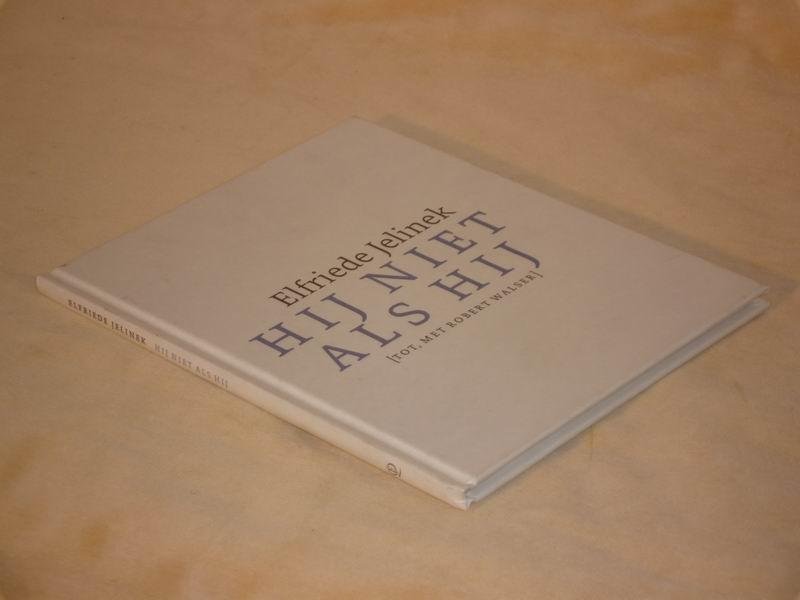 Elfriede Jelinek
HIJ NIET
ALS HIJ
[TOT, MET ROBERT WALSER]
ELFRIEDE JELINEK HIJ NIET ALS HIJ